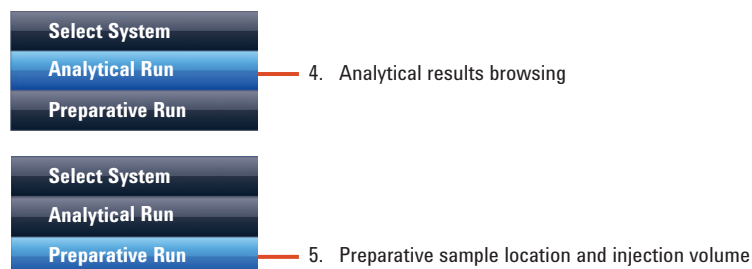 Select System
Analytical Run
4. Analytical results browsing
Preparative Run
Select System
Analytical Run
Preparative Run
5. Preparative sample location and injection volume